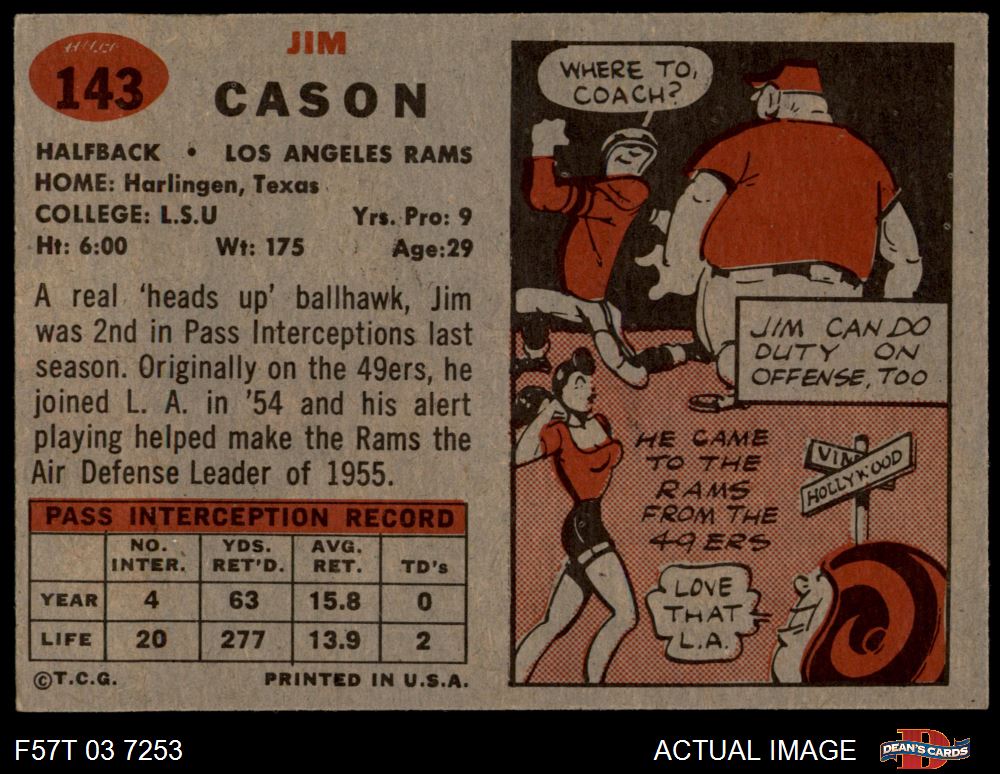 143
JIM
CASON
HALFBACK • LOS ANGELES RAMS
HOME: Harlingen, Texas
COLLEGE: L.S.U Yrs. Pro: 9
Ht: 6:00 Wt: 175 Age:29
A real 'heads up' ballhawk, Jim
was 2nd in Pass Interceptions last
season. Originally on the 49ers, he
joined L. A. in '54 and his alert
playing helped make the Rams the
Air Defense Leader of 1955.
PASS INTERCEPTION RECORD
NO. INTER. YDS. RET'D. AVG. RET. TD's
YEAR 4 63 15.8 0
LIFE 20 277 13.9 2
©T.C.G. PRINTED IN U.S.A.
WHERE TO,
COACH?
JIM CAN DO
DUTY ON
OFFENSE, TOO
HE CAME
TO THE
RAMS
FROM THE
49ERS
VINE
HOLLYWOOD
LOVE
THAT
L.A.
F57T 03 7253
ACTUAL IMAGE
DEAN'S CARDS